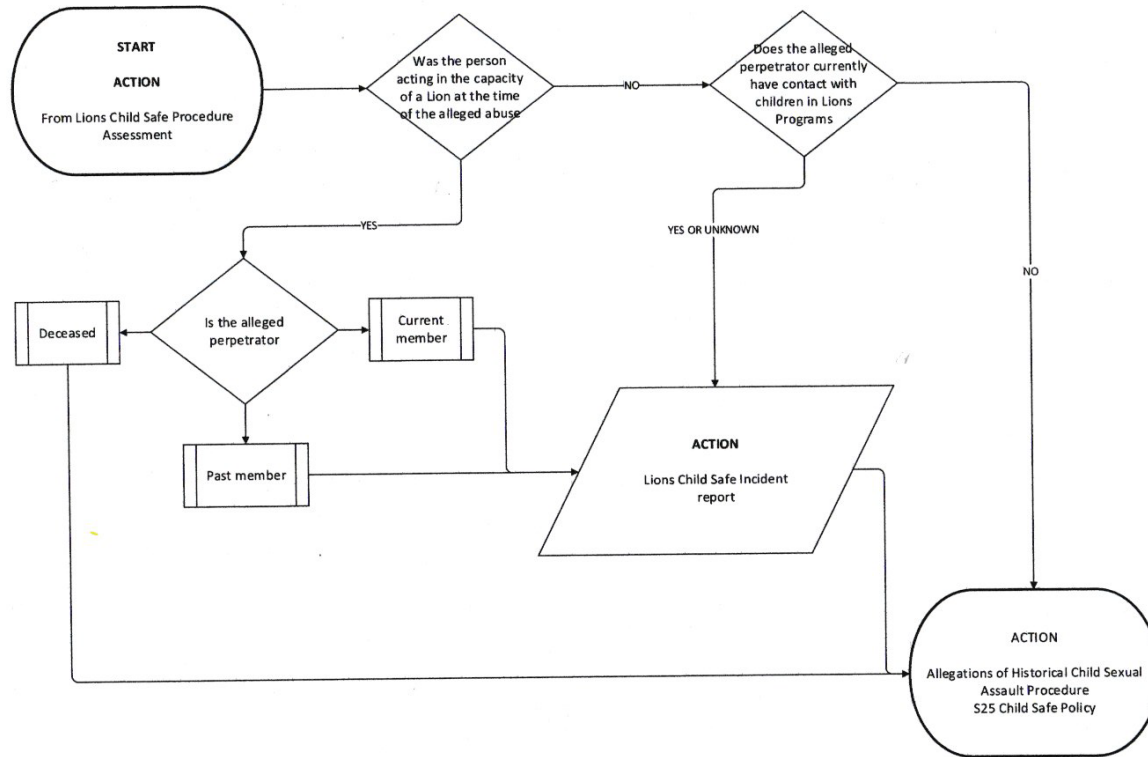 START
ACTION
From Lions Child Safe Procedure
Assessment
Was the person
acting in the capacity
of a Lion at the time
of the alleged abuse
NO
Does the alleged
perpetrator currently
have contact with
children in Lions
Programs
YES
YES OR UNKNOWN
NO
Deceased
Is the alleged
perpetrator
Current
member
Past member
ACTION
Lions Child Safe Incident
report
ACTION
Allegations of Historical Child Sexual
Assault Procedure
S25 Child Safe Policy